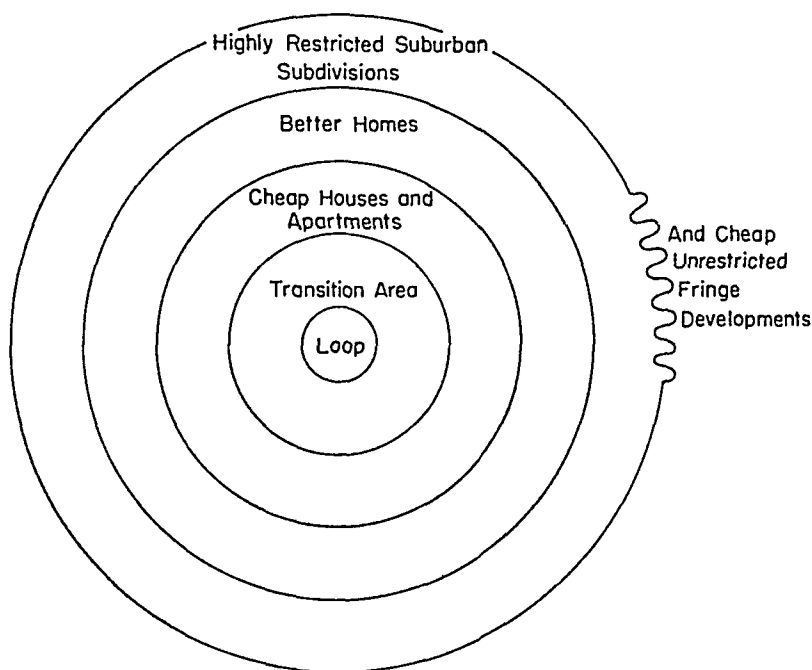 Highly Restricted Suburban
Subdivisions
Better Homes
Cheap Houses and
Apartments
Transition Area
Loop
And Cheap
Unrestricted
Fringe
Developments